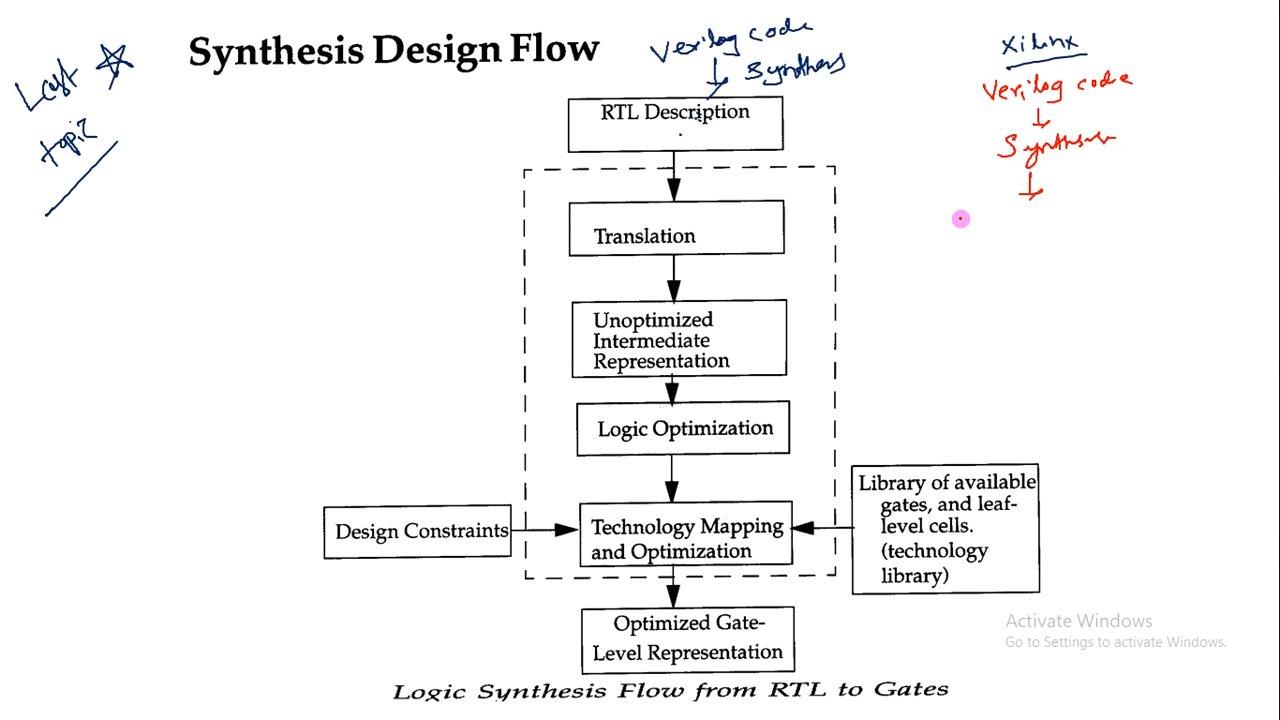 Last
topic
Synthesis Design Flow
Verilog code
Synthesis
Xilinx
Verilog code
Synthesis
RTL Description
Translation
Unoptimized
Intermediate
Representation
Logic Optimization
Design Constraints
Technology Mapping
and Optimization
Library of available
gates, and leaf-
level cells.
(technology
library)
Optimized Gate-
Level Representation
Logic Synthesis Flow from RTL to Gates
Activate Windows
Go to Settings to activate Windows.